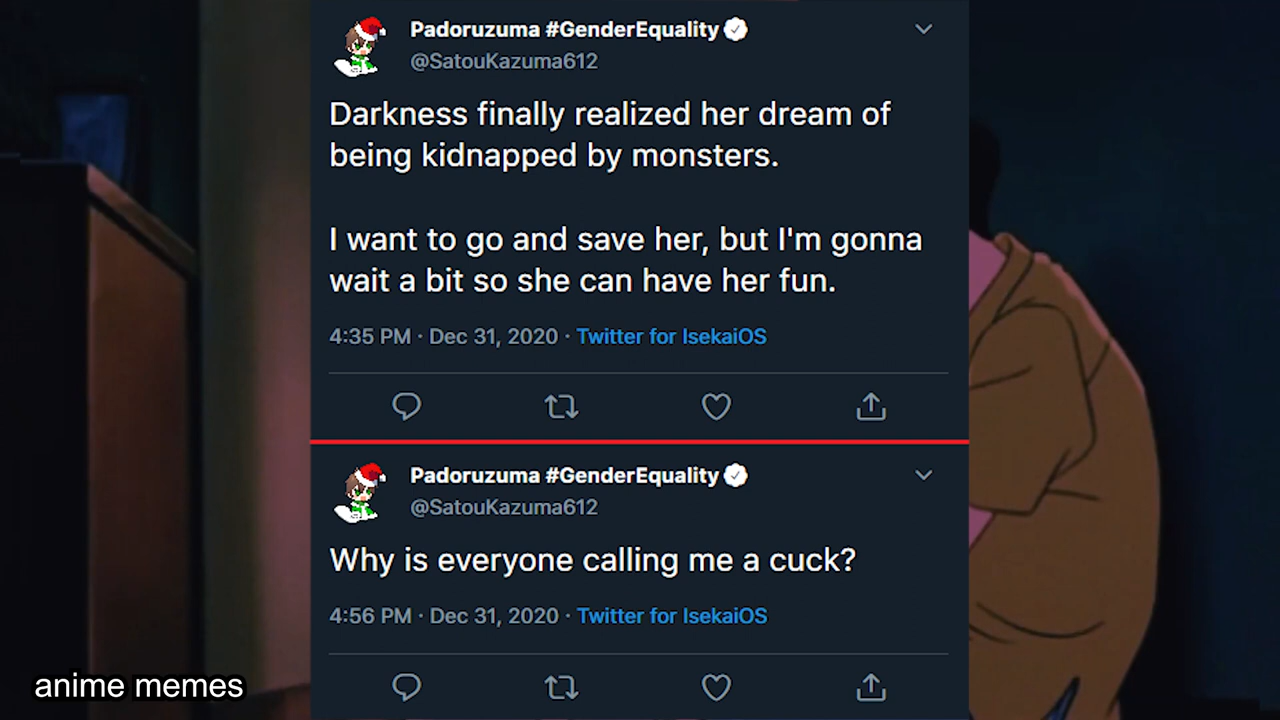 Padoruzuma #GenderEquality
@SatouKazuma612
Darkness finally realized her dream of
being kidnapped by monsters.
I want to go and save her, but I'm gonna
wait a bit so she can have her fun.
4:35 PM · Dec 31, 2020 · Twitter for IsekaiOS
Padoruzuma #GenderEquality
@SatouKazuma612
Why is everyone calling me a cuck?
4:56 PM · Dec 31, 2020 · Twitter for IsekaiOS
anime memes